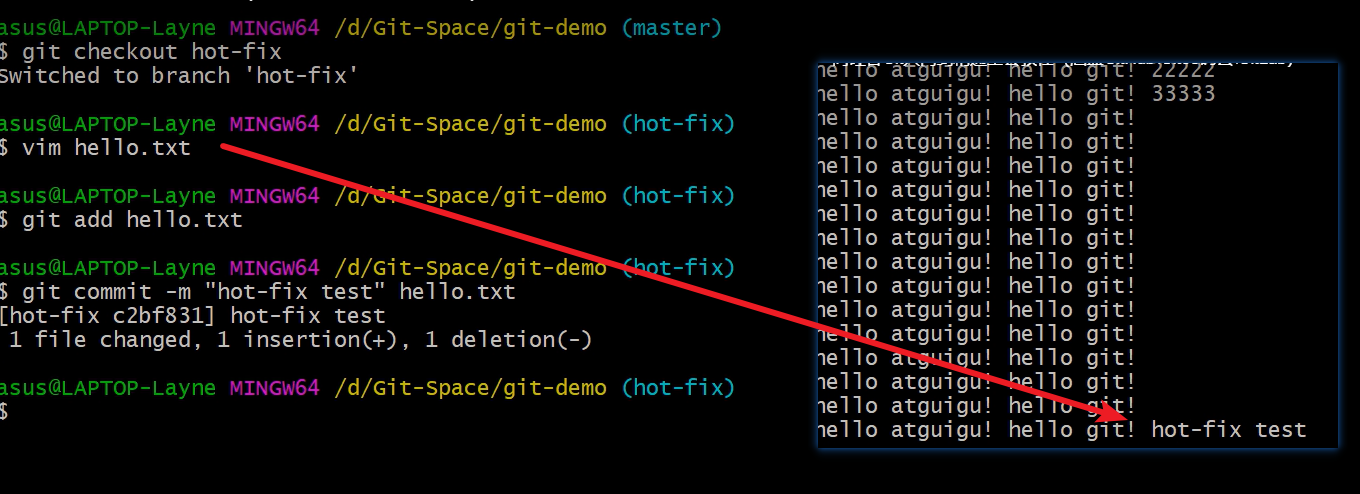 asus@LAPTOP-Layne MINGW64 /d/Git-Space/git-demo (master)
$ git checkout hot-fix
Switched to branch 'hot-fix'
asus@LAPTOP-Layne MINGW64 /d/Git-Space/git-demo (hot-fix)
$ vim hello.txt
asus@LAPTOP-Layne MINGW64 /d/Git-Space/git-demo (hot-fix)
$ git add hello.txt
asus@LAPTOP-Layne MINGW64 /d/Git-Space/git-demo (hot-fix)
$ git commit -m "hot-fix test" hello.txt
[hot-fix c2bf831] hot-fix test
1 file changed, 1 insertion(+), 1 deletion(-)
asus@LAPTOP-Layne MINGW64 /d/Git-Space/git-demo (hot-fix)
$
hello atguigu! hello git! 22222
hello atguigu! hello git! 33333
hello atguigu! hello git!
hello atguigu! hello git!
hello atguigu! hello git!
hello atguigu! hello git!
hello atguigu! hello git!
hello atguigu! hello git!
hello atguigu! hello git!
hello atguigu! hello git!
hello atguigu! hello git!
hello atguigu! hello git!
hello atguigu! hello git!
hello atguigu! hello git!
hello atguigu! hello git!
hello atguigu! hello git! hot-fix test